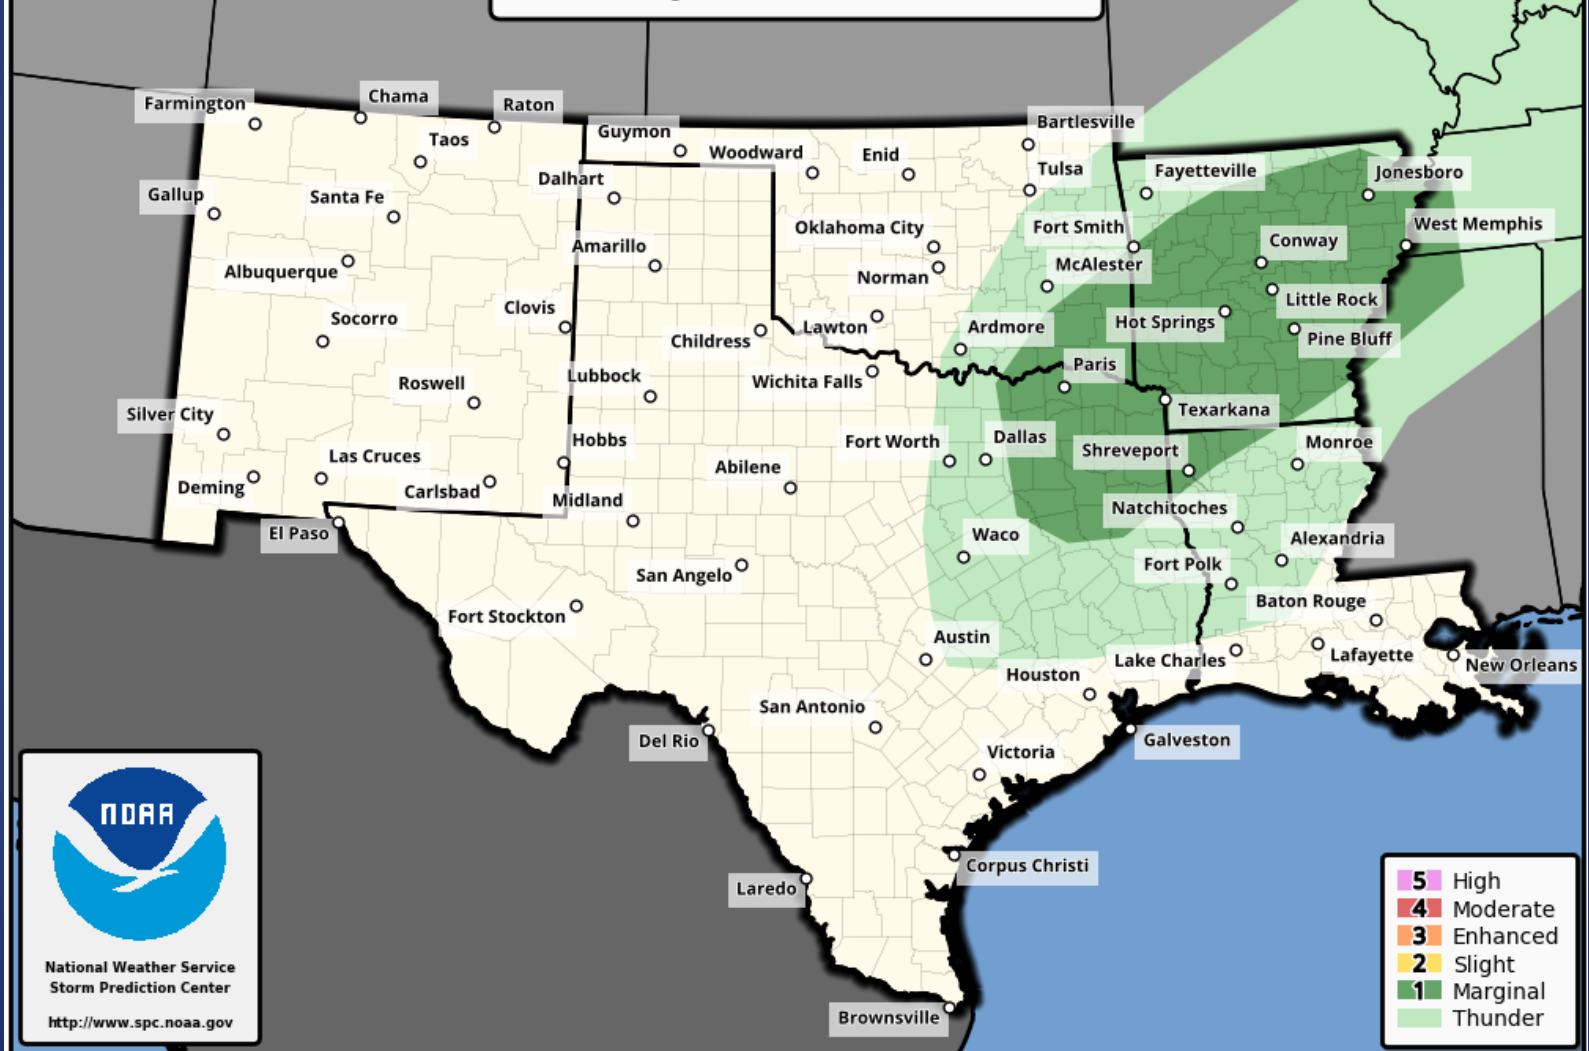 Farmington
Chama
Raton
Taos
Guymon
Woodward
Enid
Bartlesville
Tulsa
Fayetteville
Jonesboro
Gallup
Santa Fe
Dalhart
Oklahoma City
Fort Smith
West Memphis
Amarillo
Conway
Albuquerque
Norman
McAlester
Little Rock
Socorro
Clovis
Childress
Lawton
Ardmore
Hot Springs
Pine Bluff
Roswell
Lubbock
Wichita Falls
Paris
Texarkana
Silver City
Hobbs
Fort Worth
Dallas
Shreveport
Monroe
Las Cruces
Abilene
Deming
Carlsbad
Midland
Natchitoches
El Paso
Waco
Alexandria
San Angelo
Fort Polk
Fort Stockton
Baton Rouge
Austin
Lake Charles
Lafayette
New Orleans
Houston
San Antonio
Del Rio
Galveston
Victoria
Corpus Christi
Laredo
Brownsville
NOAA
National Weather Service
Storm Prediction Center
http://www.spc.noaa.gov
5 High
4 Moderate
3 Enhanced
2 Slight
1 Marginal
Thunder